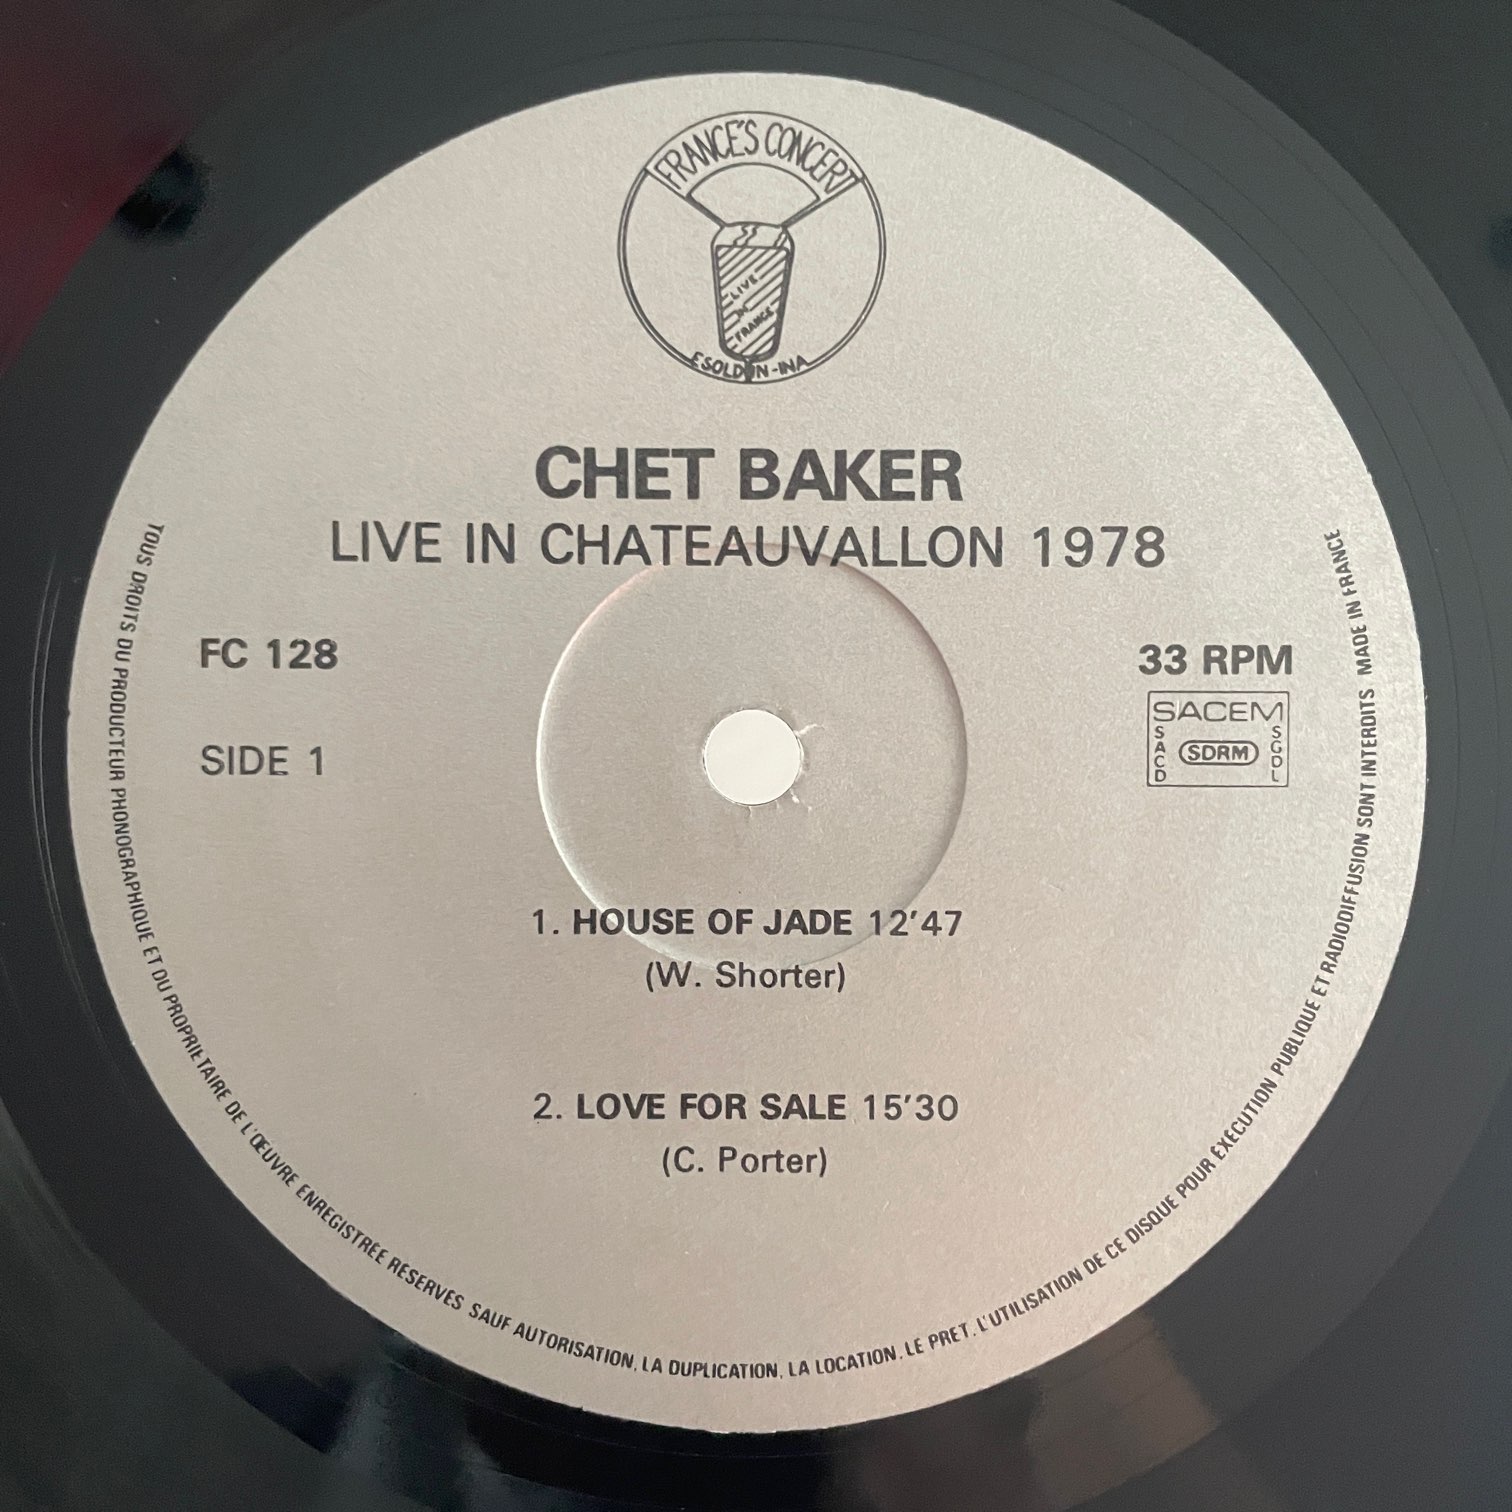 FRANCE'S CONCERT
LIVE
IN
FRANCE
ESOLDUN-INA
CHET BAKER
LIVE IN CHATEAUVALLON 1978
FC 128
33 RPM
SACEM
SACD
SDRM
SGDL
SIDE 1
1. HOUSE OF JADE 12'47
(W. Shorter)
2. LOVE FOR SALE 15'30
(C. Porter)
TOUS DROITS DU PRODUCTEUR PHONOGRAPHIQUE ET DU PROPRIETAIRE DE L'ŒUVRE ENREGISTRÉE RESERVES SAUF AUTORISATION, LA DUPLICATION, LA LOCATION, LE PRET, L'UTILISATION DE CE DISQUE POUR EXÉCUTION PUBLIQUE ET RADIODIFFUSION SONT INTERDITS MADE IN FRANCE